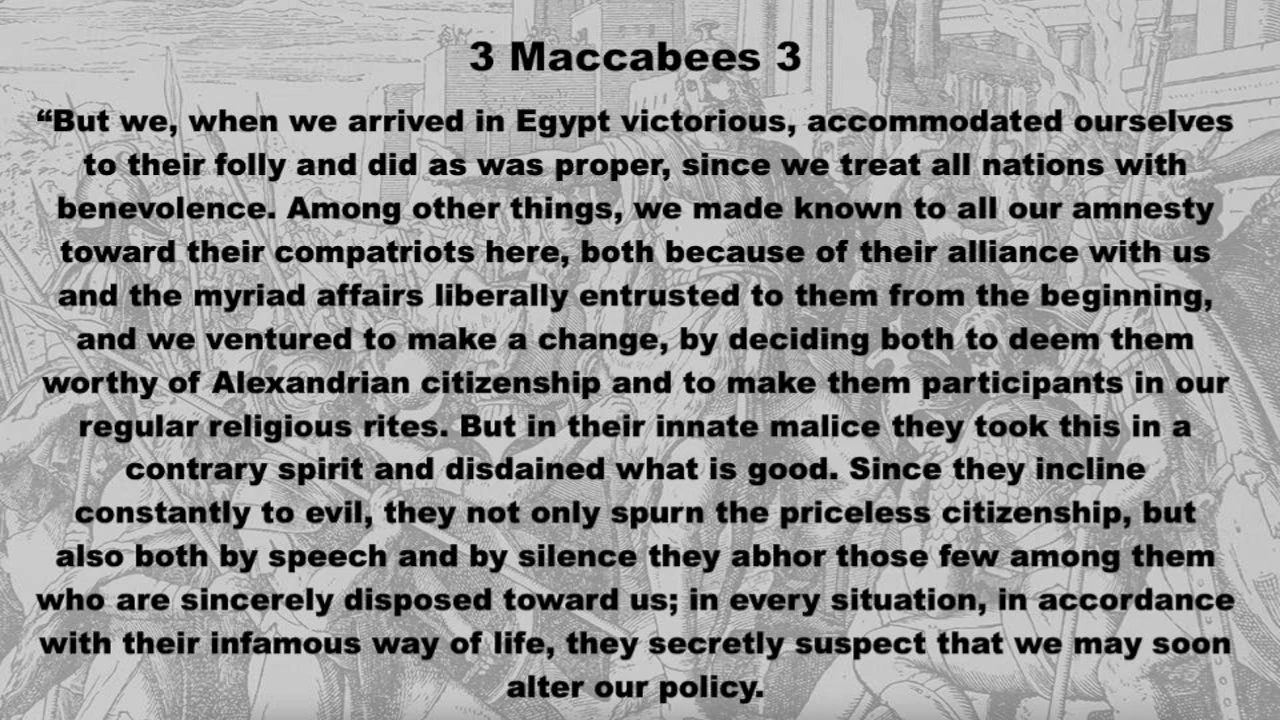 3 Maccabees 3
“But we, when we arrived in Egypt victorious, accommodated ourselves
to their folly and did as was proper, since we treat all nations with
benevolence. Among other things, we made known to all our amnesty
toward their compatriots here, both because of their alliance with us
and the myriad affairs liberally entrusted to them from the beginning,
and we ventured to make a change, by deciding both to deem them
worthy of Alexandrian citizenship and to make them participants in our
regular religious rites. But in their innate malice they took this in a
contrary spirit and disdained what is good. Since they incline
constantly to evil, they not only spurn the priceless citizenship, but
also both by speech and by silence they abhor those few among them
who are sincerely disposed toward us; in every situation, in accordance
with their infamous way of life, they secretly suspect that we may soon
alter our policy.